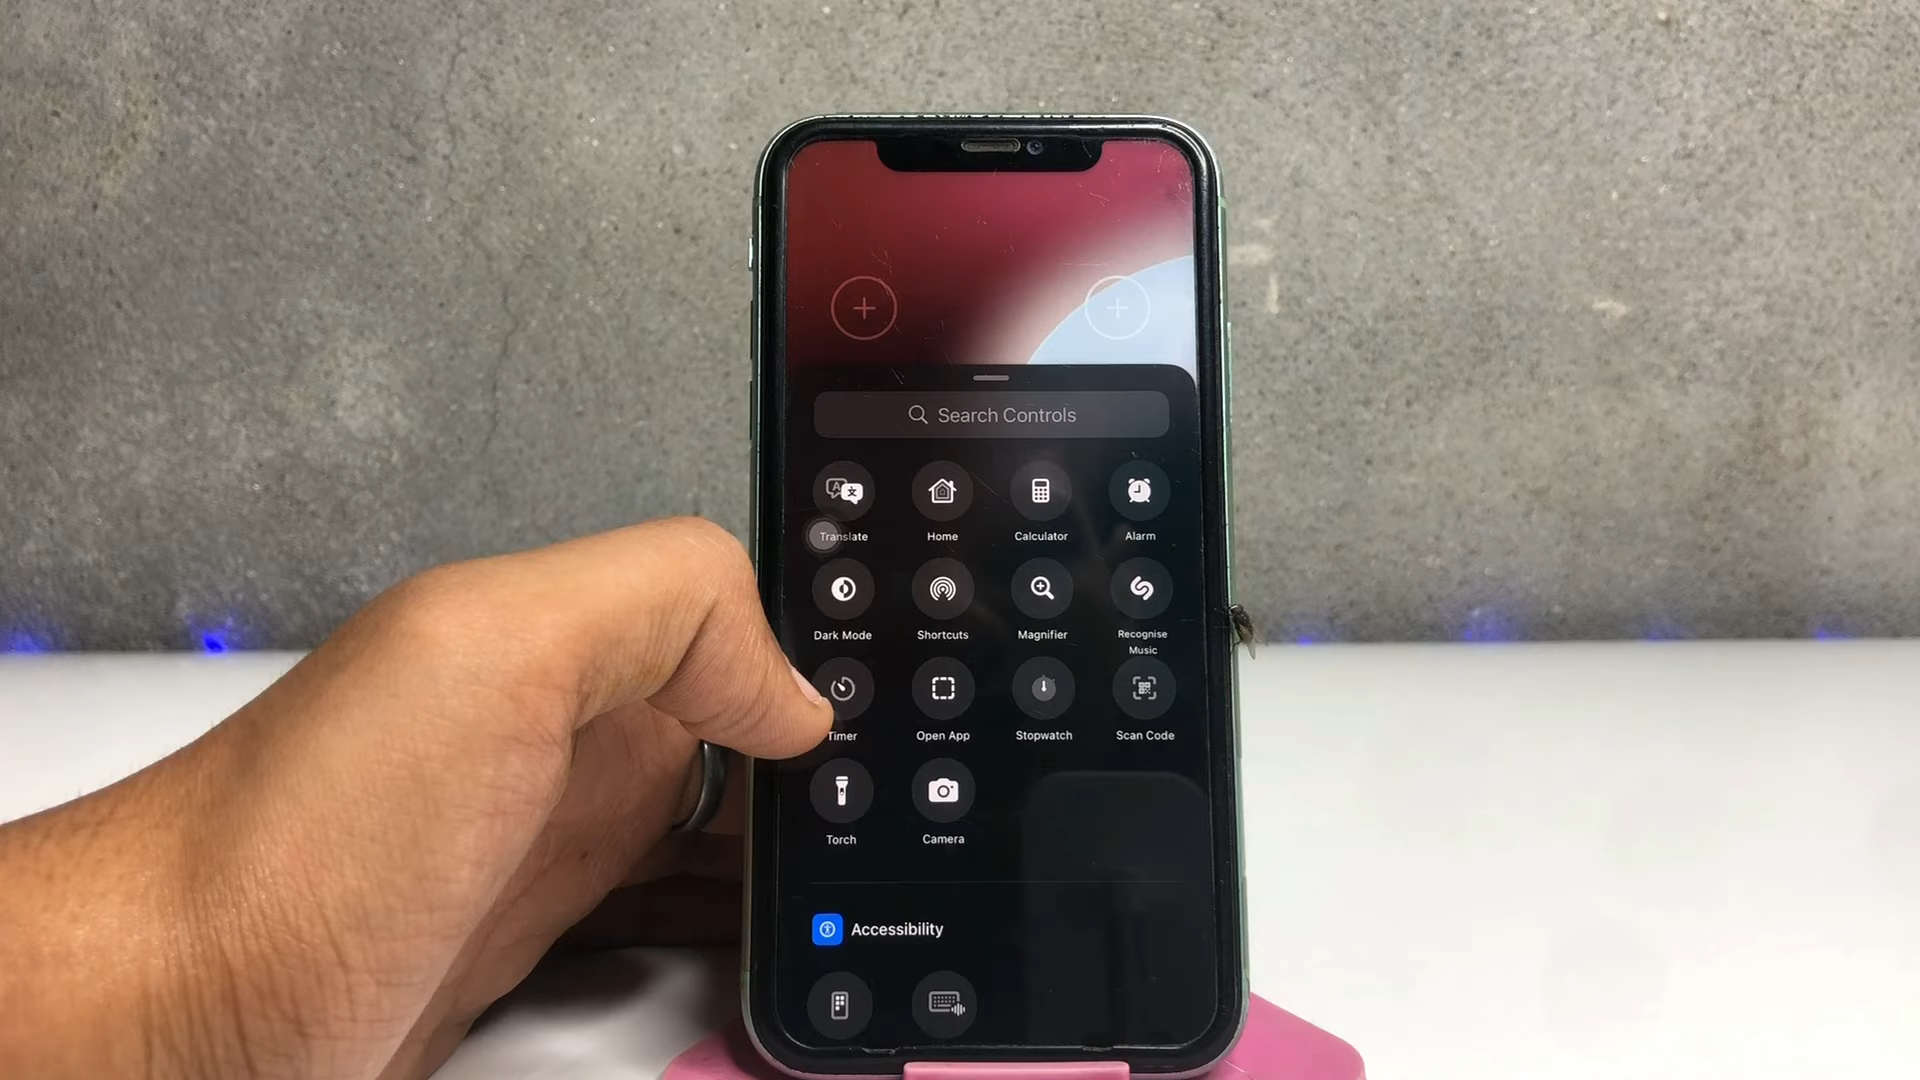 Search Controls
Translate Home Calculator Alarm
Dark Mode Shortcuts Magnifier Recognise
Music
Timer Open App Stopwatch Scan Code
Torch Camera
Accessibility